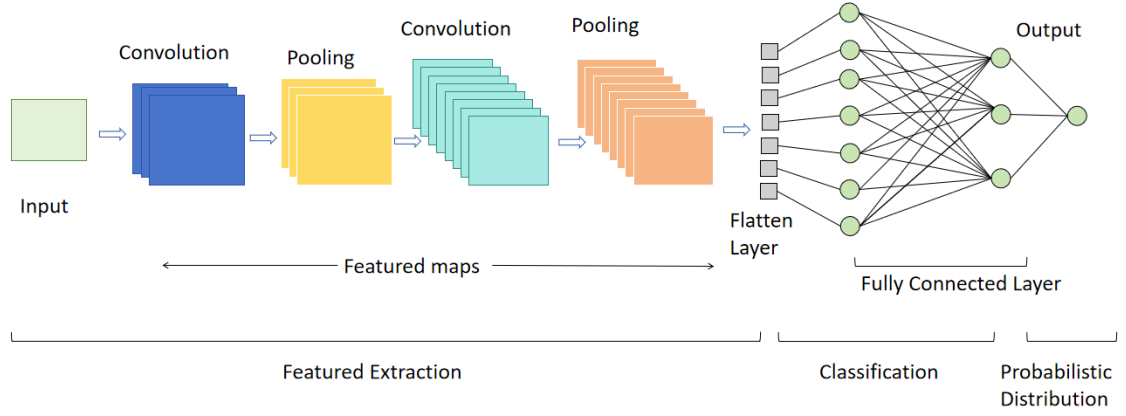 Convolution
Pooling
Convolution
Pooling
Output
Input
Flatten
Layer
Featured maps
Fully Connected Layer
Featured Extraction
Classification
Probabilistic
Distribution